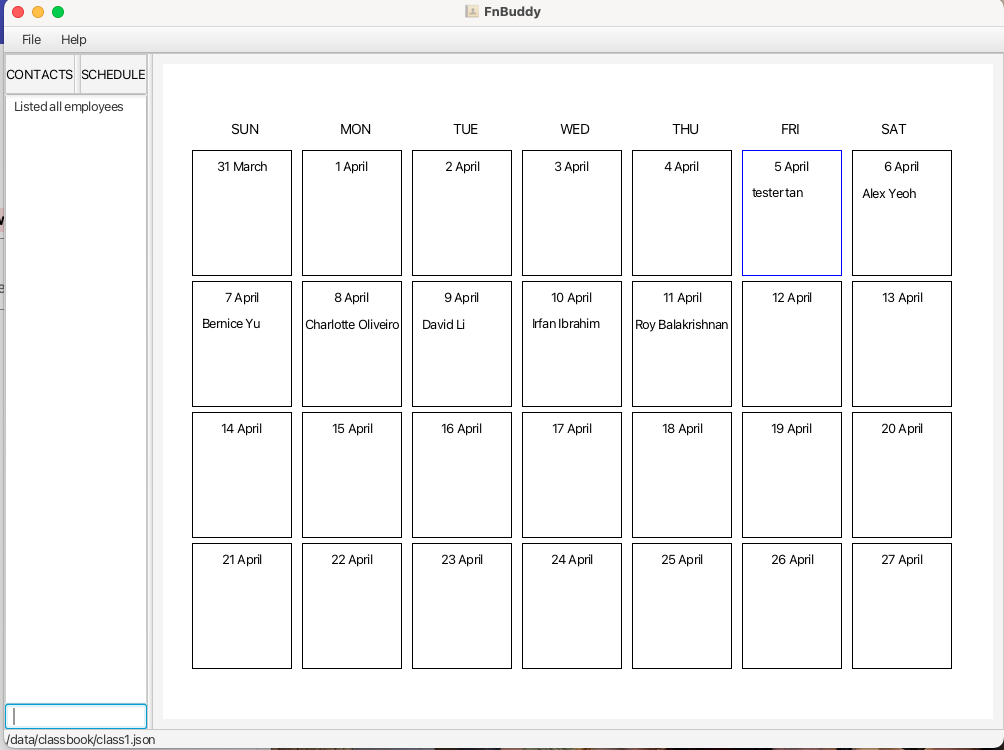 FnBuddy
File Help
CONTACTS SCHEDULE
Listed all employees
SUN MON TUE WED THU FRI SAT
31 March 1 April 2 April 3 April 4 April 5 April 6 April
tester tan Alex Yeoh
7 April 8 April 9 April 10 April 11 April 12 April 13 April
Bernice Yu Charlotte Oliveiro David Li Irfan Ibrahim Roy Balakrishnan
14 April 15 April 16 April 17 April 18 April 19 April 20 April
21 April 22 April 23 April 24 April 25 April 26 April 27 April
/data/classbook/class1.json